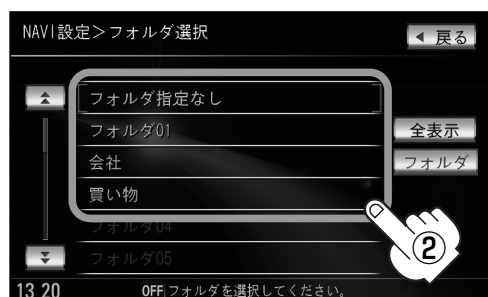 NAVI設定＞フォルダ選択
戻る
フォルダ指定なし
フォルダ01
全表示
会社
フォルダ
買い物
フォルダ04
②
フォルダ05
13 20
OFF フォルダを選択してください。